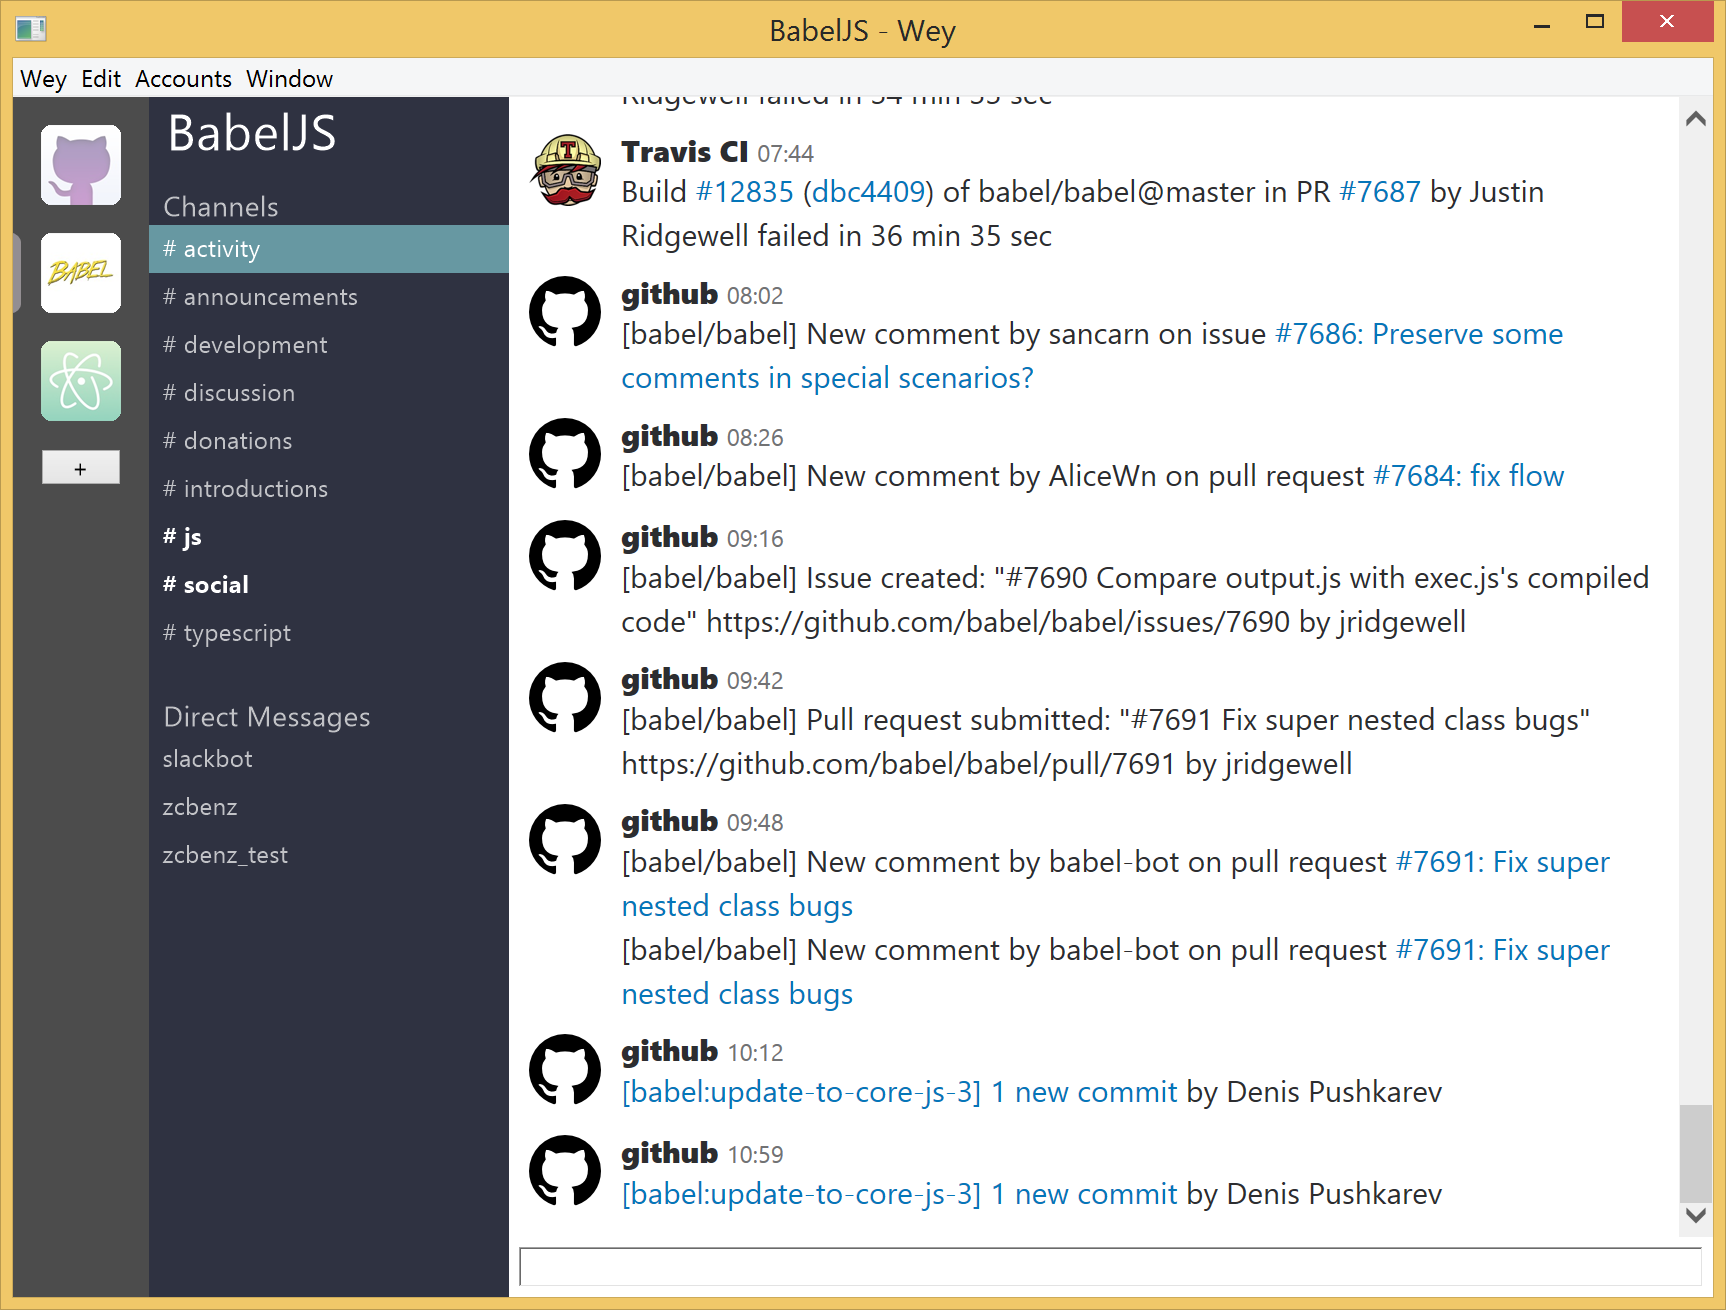 BabelJS - Wey
Wey Edit Accounts Window
BABEL
+
BabelJS
Channels
# activity
# announcements
# development
# discussion
# donations
# introductions
# js
# social
# typescript
Direct Messages
slackbot
zcbenz
zcbenz_test
Ridgewell failed in 34 min 53 sec
Travis CI 07:44
Build #12835 (dbc4409) of babel/babel@master in PR #7687 by Justin
Ridgewell failed in 36 min 35 sec
github 08:02
[babel/babel] New comment by sancarn on issue #7686: Preserve some
comments in special scenarios?
github 08:26
[babel/babel] New comment by AliceWn on pull request #7684: fix flow
github 09:16
[babel/babel] Issue created: "#7690 Compare output.js with exec.js's compiled
code" https://github.com/babel/babel/issues/7690 by jridgewell
github 09:42
[babel/babel] Pull request submitted: "#7691 Fix super nested class bugs"
https://github.com/babel/babel/pull/7691 by jridgewell
github 09:48
[babel/babel] New comment by babel-bot on pull request #7691: Fix super
nested class bugs
[babel/babel] New comment by babel-bot on pull request #7691: Fix super
nested class bugs
github 10:12
[babel:update-to-core-js-3] 1 new commit by Denis Pushkarev
github 10:59
[babel:update-to-core-js-3] 1 new commit by Denis Pushkarev